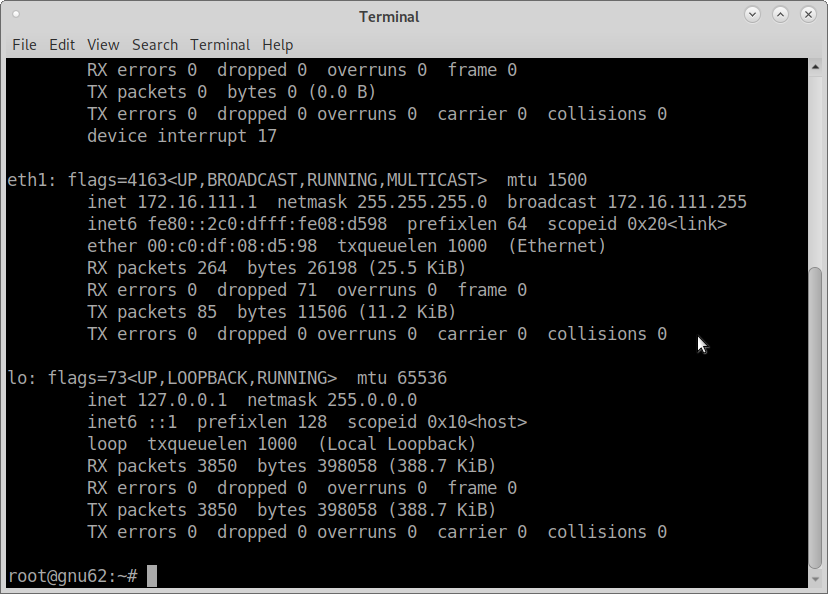 Terminal
File Edit View Search Terminal Help
        RX errors 0  dropped 0  overruns 0  frame 0
        TX packets 0  bytes 0 (0.0 B)
        TX errors 0  dropped 0 overruns 0  carrier 0  collisions 0
        device interrupt 17

eth1: flags=4163<UP,BROADCAST,RUNNING,MULTICAST>  mtu 1500
        inet 172.16.111.1  netmask 255.255.255.0  broadcast 172.16.111.255
        inet6 fe80::2c0:dfff:fe08:d598  prefixlen 64  scopeid 0x20<link>
        ether 00:c0:df:08:d5:98  txqueuelen 1000  (Ethernet)
        RX packets 264  bytes 26198 (25.5 KiB)
        RX errors 0  dropped 71  overruns 0  frame 0
        TX packets 85  bytes 11506 (11.2 KiB)
        TX errors 0  dropped 0 overruns 0  carrier 0  collisions 0

lo: flags=73<UP,LOOPBACK,RUNNING>  mtu 65536
        inet 127.0.0.1  netmask 255.0.0.0
        inet6 ::1  prefixlen 128  scopeid 0x10<host>
        loop  txqueuelen 1000  (Local Loopback)
        RX packets 3850  bytes 398058 (388.7 KiB)
        RX errors 0  dropped 0  overruns 0  frame 0
        TX packets 3850  bytes 398058 (388.7 KiB)
        TX errors 0  dropped 0 overruns 0  carrier 0  collisions 0

root@gnu62:~#